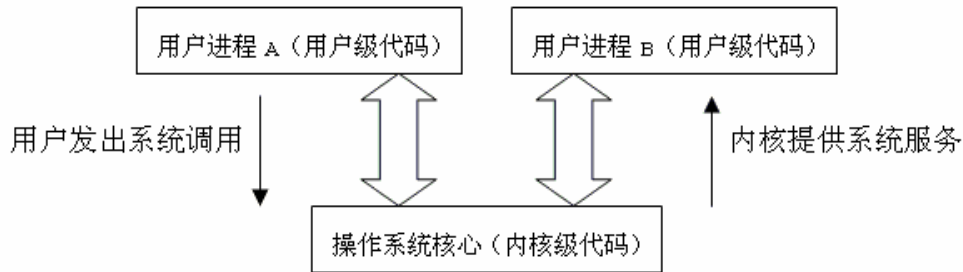 用户进程 A（用户级代码）
用户进程 B（用户级代码）
用户发出系统调用
内核提供系统服务
操作系统核心（内核级代码）